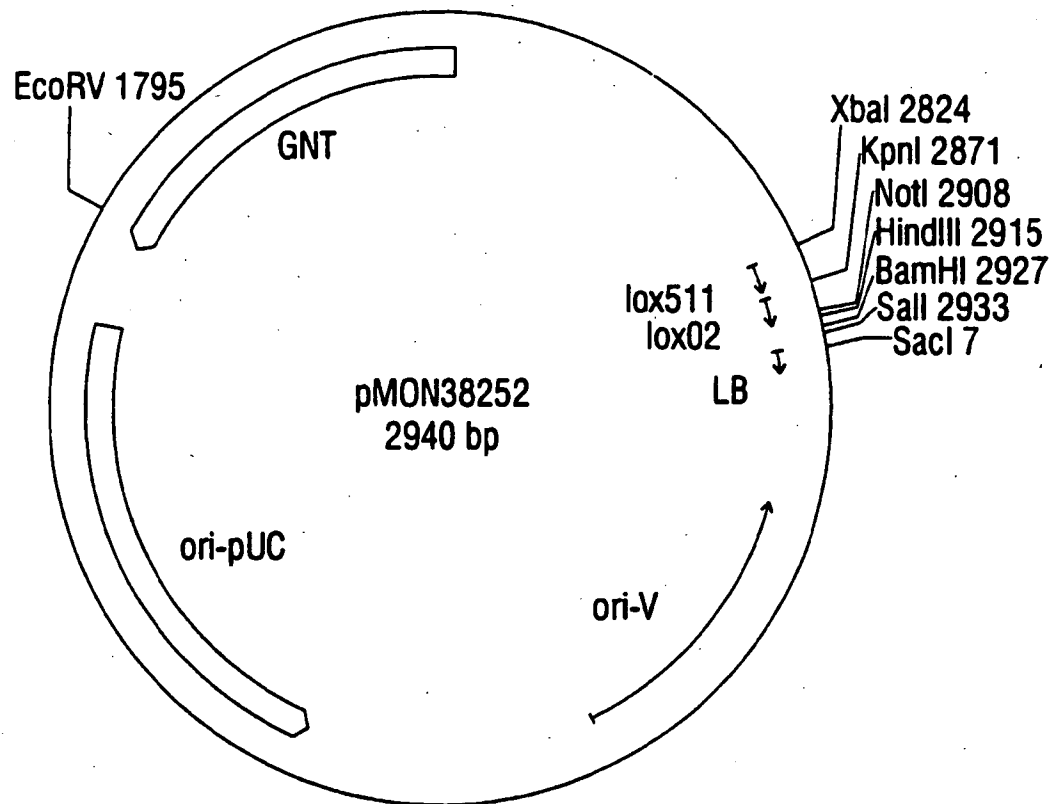 EcoRV 1795
GNT
XbaI 2824
KpnI 2871
NotI 2908
HindIII 2915
BamHI 2927
SalI 2933
SacI 7
lox511
lox02
LB
pMON38252
2940 bp
ori-pUC
ori-V